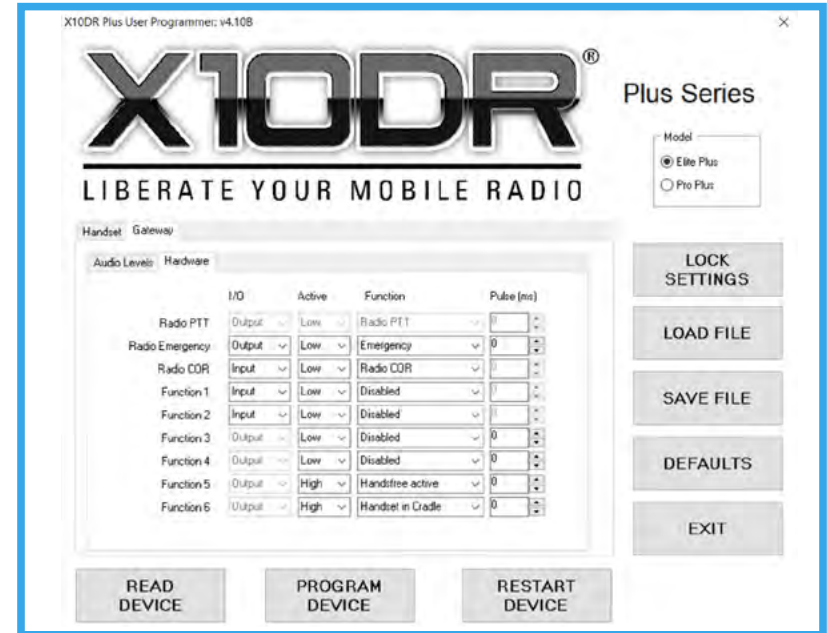 X10DR Plus User Programmer: v4.10B
X10DR®
Plus Series
LIBERATE YOUR MOBILE RADIO
Model
Elite Plus
Pro Plus
Handset Gateway
Audio Levels Hardware
I/O Active Function Pulse (ms)
Radio PTT Output Low Radio PTT 0
Radio Emergency Output Low Emergency 0
Radio COR Input Low Radio COR 0
Function 1 Input Low Disabled 0
Function 2 Input Low Disabled 0
Function 3 Output Low Disabled 0
Function 4 Output Low Disabled 0
Function 5 Output High Handsfree active 0
Function 6 Output High Handset in Cradle 0
LOCK
SETTINGS
LOAD FILE
SAVE FILE
DEFAULTS
EXIT
READ
DEVICE
PROGRAM
DEVICE
RESTART
DEVICE